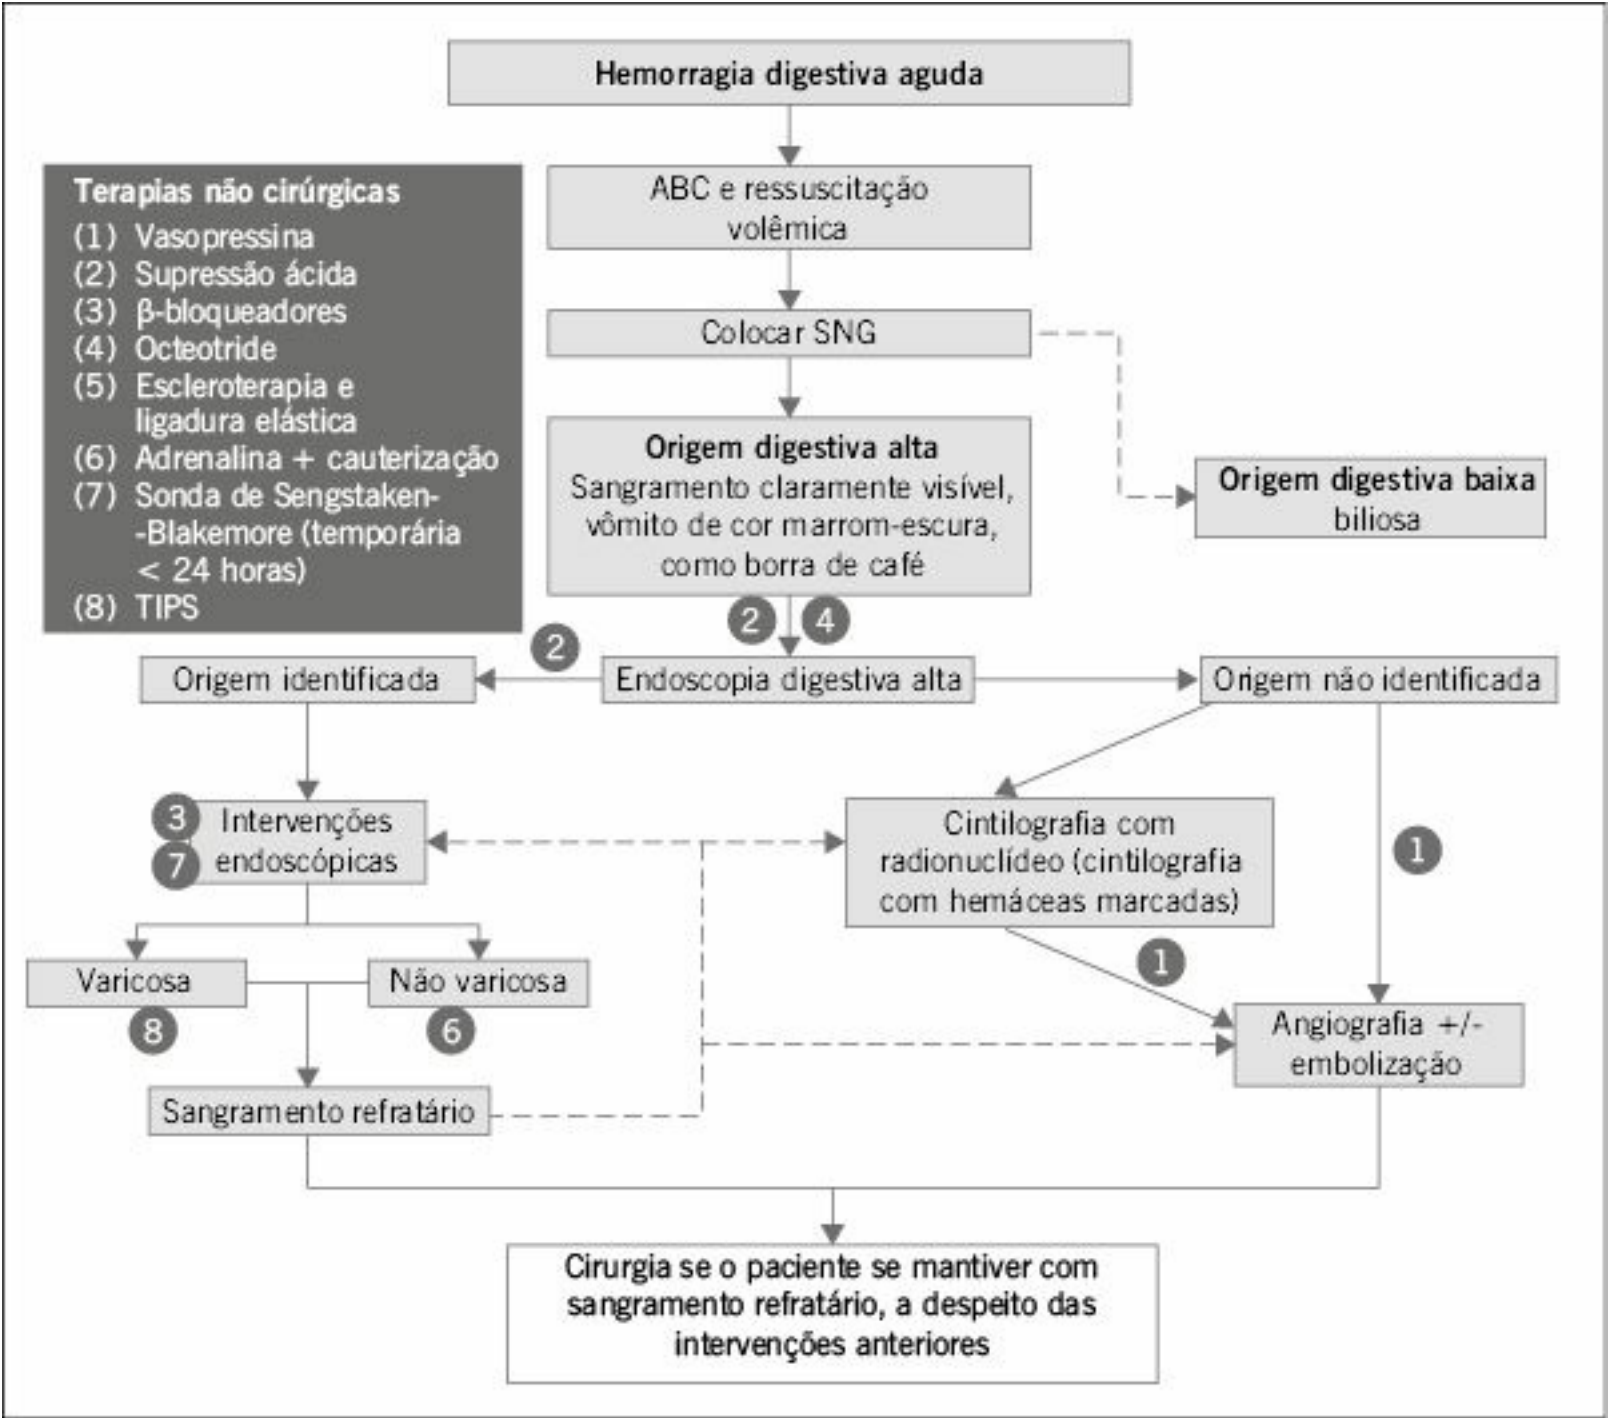 Hemorragia digestiva aguda
Terapias não cirúrgicas
(1) Vasopressina
(2) Supressão ácida
(3) β-bloqueadores
(4) Octeotride
(5) Escleroterapia e
ligadura elástica
(6) Adrenalina + cauterização
(7) Sonda de Sengstaken-
-Blakemore (temporária
< 24 horas)
(8) TIPS
ABC e ressuscitação
volêmica
Colocar SNG
Origem digestiva alta
Sangramento claramente visível,
vômito de cor marrom-escura,
como borra de café
Origem digestiva baixa
biliosa
2
4
2
Origem identificada
Endoscopia digestiva alta
Origem não identificada
3
7
Intervenções
endoscópicas
Cintilografia com
radionuclídeo (cintilografia
com hemáceas marcadas)
1
1
Varicosa
Não varicosa
8
6
Angiografia +/-
embolização
Sangramento refratário
Cirurgia se o paciente se mantiver com
sangramento refratário, a despeito das
intervenções anteriores